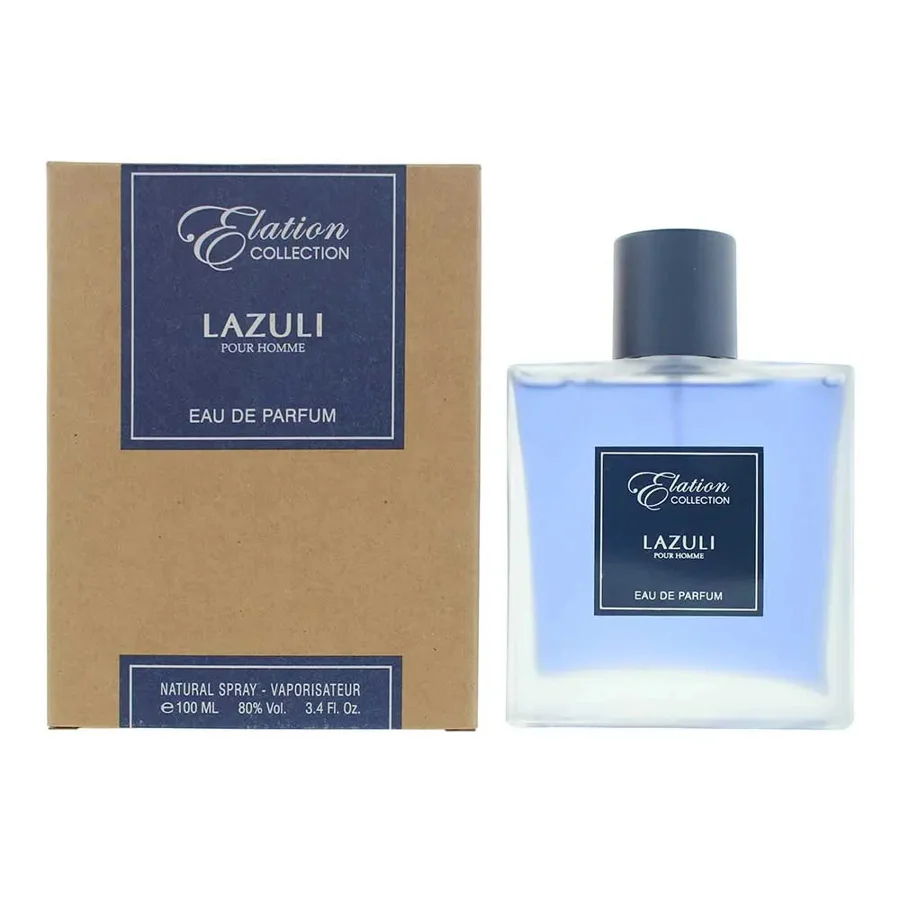 Elation
COLLECTION
LAZULI
POUR HOMME
EAU DE PARFUM
NATURAL SPRAY - VAPORISATEUR
℮100 ML 80% Vol. 3.4 Fl. Oz.
Elation
COLLECTION
LAZULI
POUR HOMME
EAU DE PARFUM